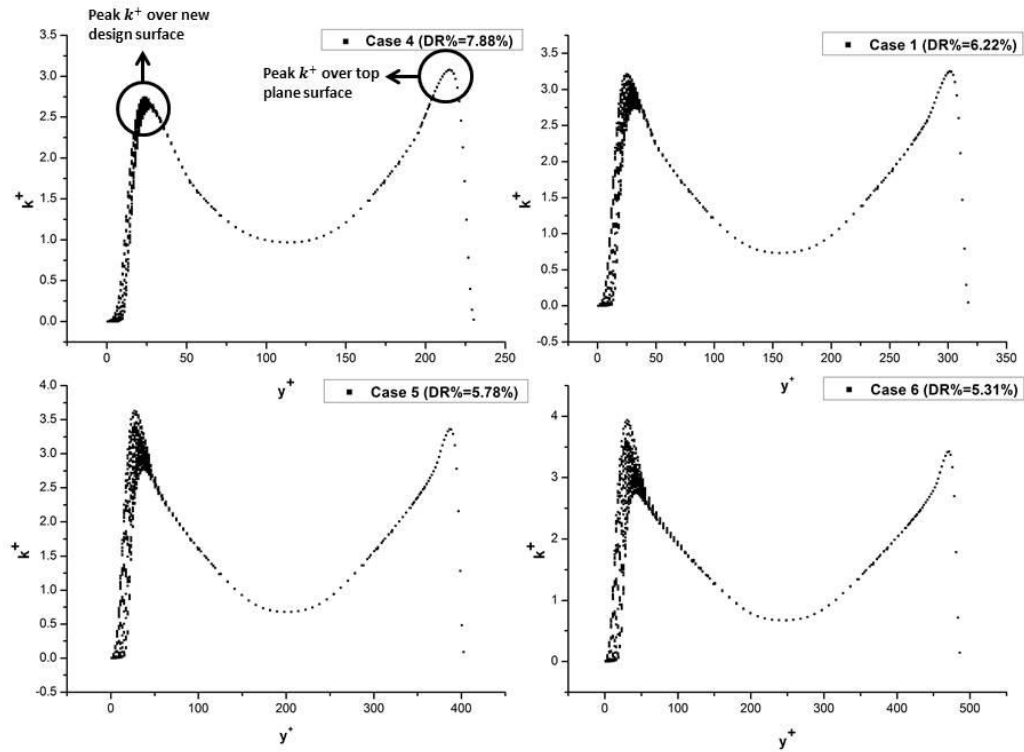 Peak k⁺ over new
design surface
Case 4 (DR%=7.88%)
Peak k⁺ over top
plane surface
3.5
3.0
2.5
2.0
1.5
1.0
0.5
0.0
k⁺
0 50 100 150 200 250
y⁺
Case 1 (DR%=6.22%)
3.5
3.0
2.5
2.0
1.5
1.0
0.5
0.0
-0.5
k⁺
0 50 100 150 200 250 300 350
y⁺
Case 5 (DR%=5.78%)
4.0
3.5
3.0
2.5
2.0
1.5
1.0
0.5
0.0
-0.5
k⁺
0 100 200 300 400
y⁺
Case 6 (DR%=5.31%)
4
3
2
1
0
k⁺
0 100 200 300 400 500
y⁺